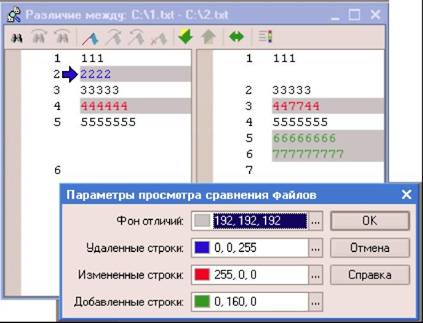 Различие между: C:\1.txt - C:\2.txt
1 111
2 2222
3 33333
4 444444
5 5555555
6
1 111
2 33333
3 447744
4 5555555
5 66666666
6 777777777
7
Параметры просмотра сравнения файлов
Фон отличий: 192, 192, 192 ... OK
Удаленные строки: 0, 0, 255 ... Отмена
Измененные строки: 255, 0, 0 ... Справка
Добавленные строки: 0, 160, 0 ...